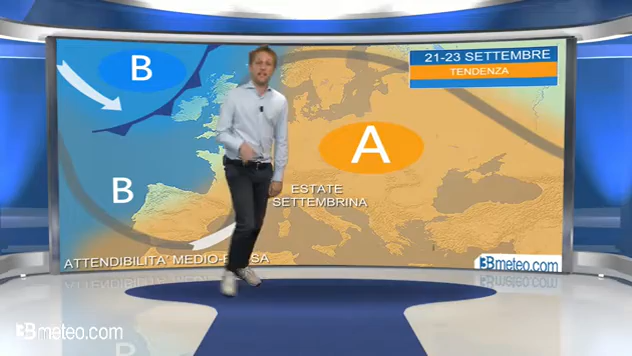 21-23 SETTEMBRE
TENDENZA
B
A
B
ESTATE
SETTEMBRINA
ATTENDIBILITA' MEDIO-
3Bmeteo.com
3Bmeteo.com